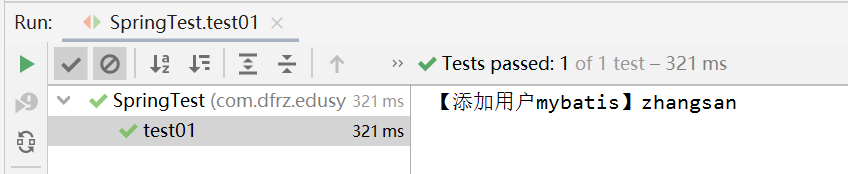 Run: SpringTest.test01
Tests passed: 1 of 1 test – 321 ms
SpringTest (com.dfrz.edusy 321 ms
test01 321 ms
【添加用户mybatis】zhangsan